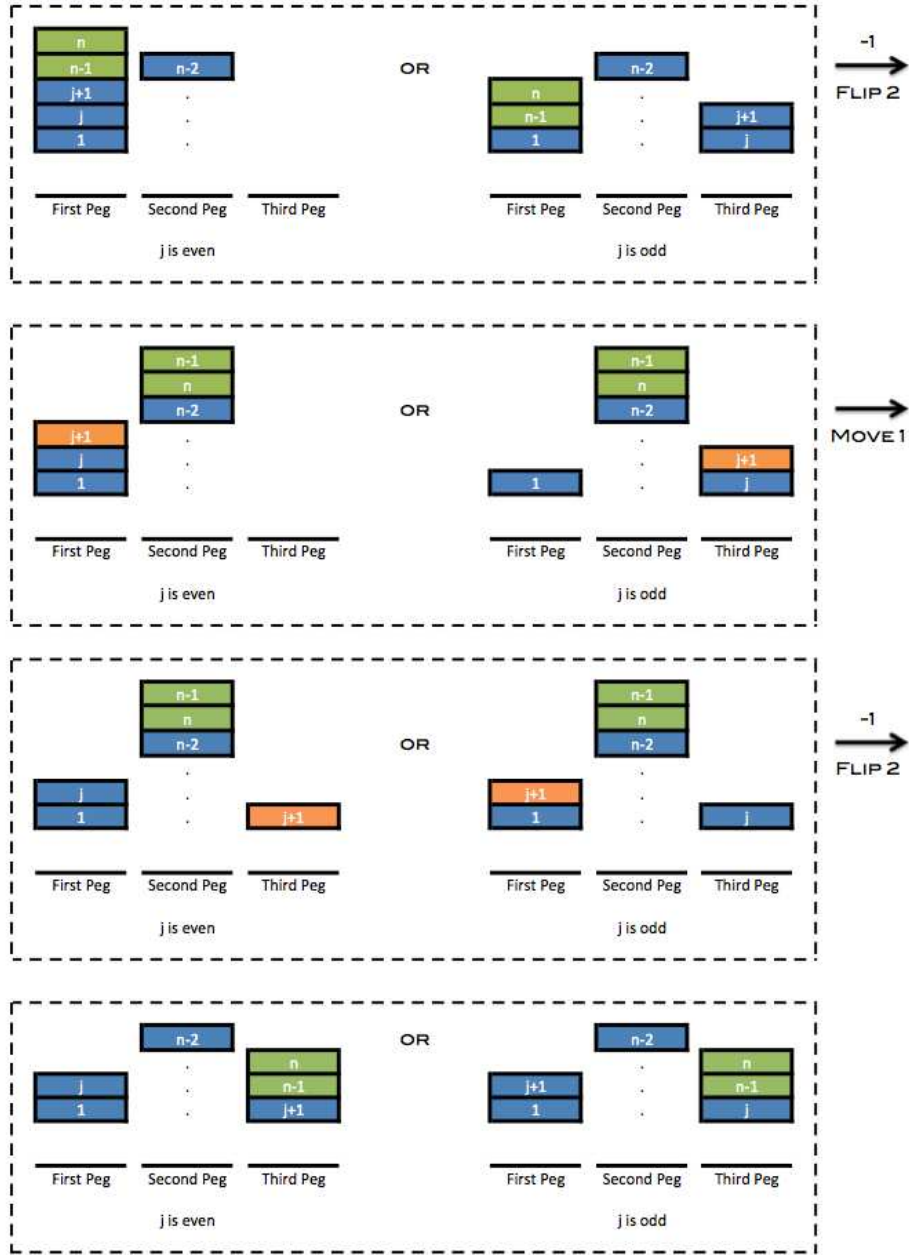 n
n-1 n-2 OR n-2 -1
j+1 . n . FLIP 2
j . n-1 . j+1
1 . 1 . j
First Peg Second Peg Third Peg First Peg Second Peg Third Peg
j is even j is odd
n-1 n-1
n n
n-2 OR n-2
j+1 . . MOVE 1
j . . j+1
1 . 1 . j
First Peg Second Peg Third Peg First Peg Second Peg Third Peg
j is even j is odd
n-1 n-1
n n -1
n-2 OR n-2
. . FLIP 2
j . j+1 .
1 . j+1 1 . j
First Peg Second Peg Third Peg First Peg Second Peg Third Peg
j is even j is odd
n-2 OR n-2
. n . n
j . n-1 j+1 . n-1
1 . j+1 1 . j
First Peg Second Peg Third Peg First Peg Second Peg Third Peg
j is even j is odd